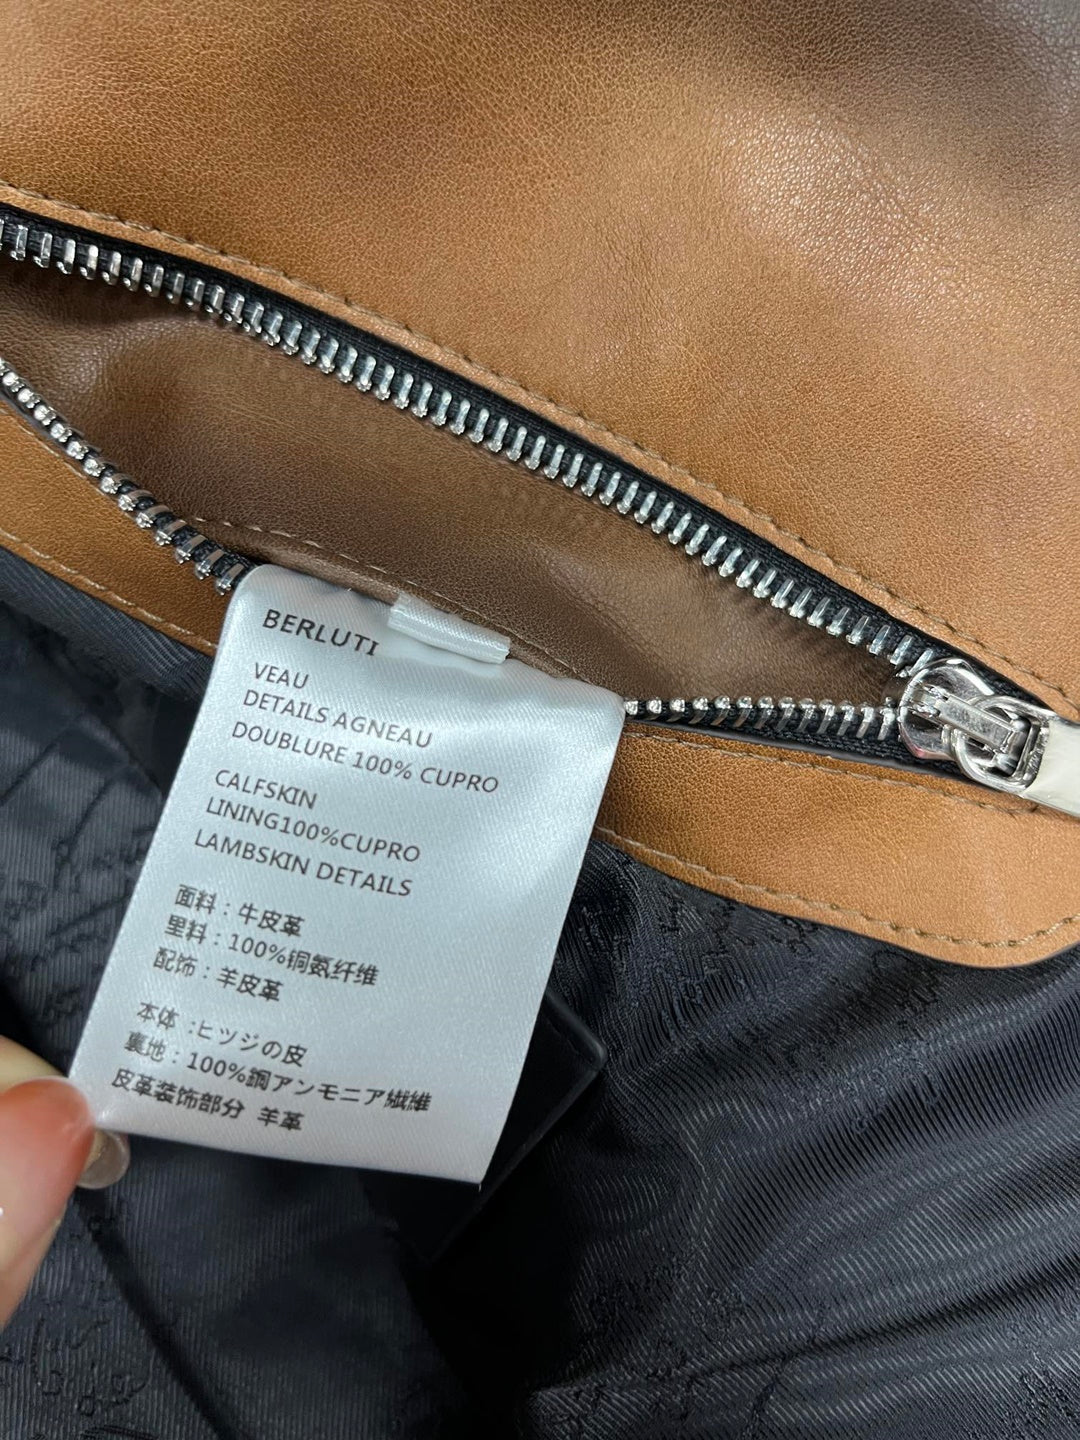 BERLUTI
VEAU
DETAILS AGNEAU
DOUBLURE 100% CUPRO
CALFSKIN
LINING100%CUPRO
LAMBSKIN DETAILS
面料：牛皮革
里料：100%铜氨纤维
配饰：羊皮革
本体 :ヒツジの皮
裏地：100%鋼アンモニア繊維
皮革装饰部分 羊革